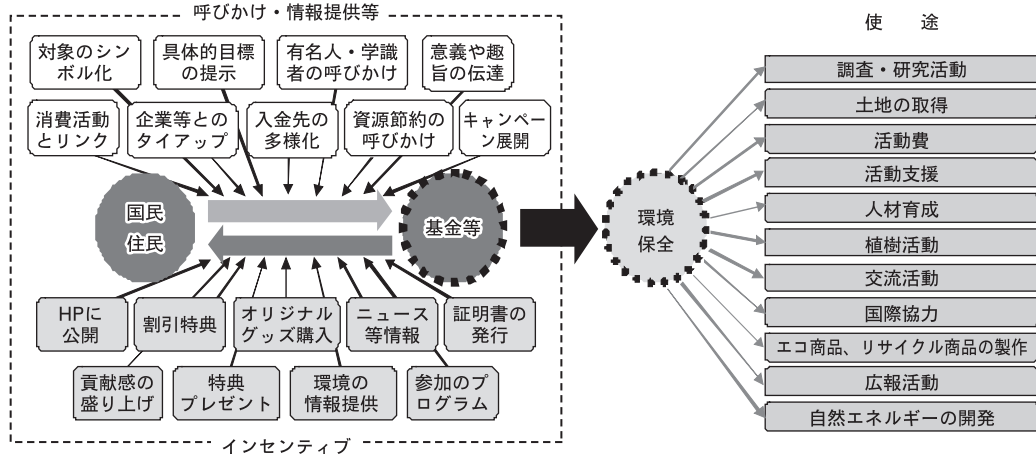 呼びかけ・情報提供等
対象のシン
ボル化
具体的目標
の提示
有名人・学識
者の呼びかけ
意義や趣
旨の伝達
消費活動
とリンク
企業等との
タイアップ
入金先の
多様化
資源節約の
呼びかけ
キャンペー
ン展開
国民
住民
基金等
HPに
公開
割引特典
オリジナル
グッズ購入
ニュース
等情報
証明書の
発行
貢献感の
盛り上げ
特典
プレゼント
環境の
情報提供
参加のプ
ログラム
インセンティブ
環境
保全
使　途
調査・研究活動
土地の取得
活動費
活動支援
人材育成
植樹活動
交流活動
国際協力
エコ商品、リサイクル商品の製作
広報活動
自然エネルギーの開発